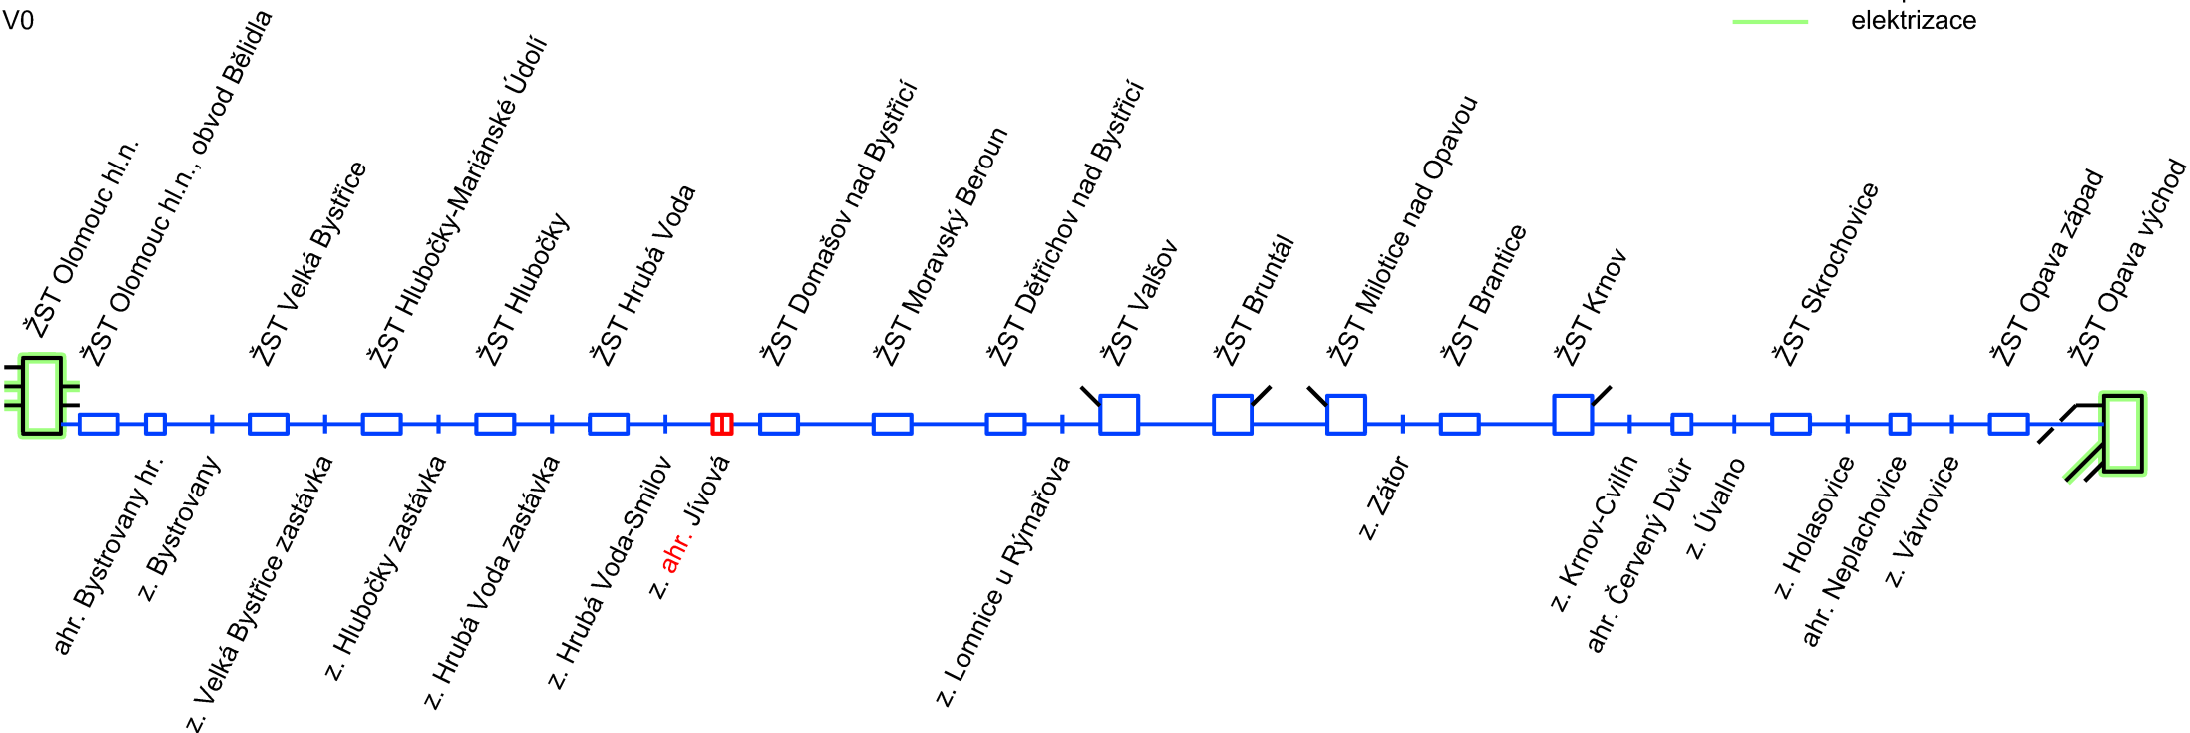 V0
elektrizace
ŽST Olomouc hl.n.
ŽST Olomouc hl.n., obvod Bělidla
ŽST Velká Bystřice
ŽST Hlubočky-Mariánské Údolí
ŽST Hlubočky
ŽST Hrubá Voda
ŽST Domašov nad Bystřicí
ŽST Moravský Beroun
ŽST Dětřichov nad Bystřicí
ŽST Valšov
ŽST Bruntál
ŽST Milotice nad Opavou
ŽST Brantice
ŽST Krnov
ŽST Skrochovice
ŽST Opava západ
ŽST Opava východ
ahr. Bystrovany hr.
z. Bystrovany
z. Velká Bystřice zastávka
z. Hlubočky zastávka
z. Hrubá Voda zastávka
z. Hrubá Voda-Smilov
z. ahr. Jívová
z. Lomnice u Rýmařova
z. Zátor
z. Krnov-Cvilín
ahr. Červený Dvůr
z. Úvalno
z. Holasovice
ahr. Neplachovice
z. Vávrovice